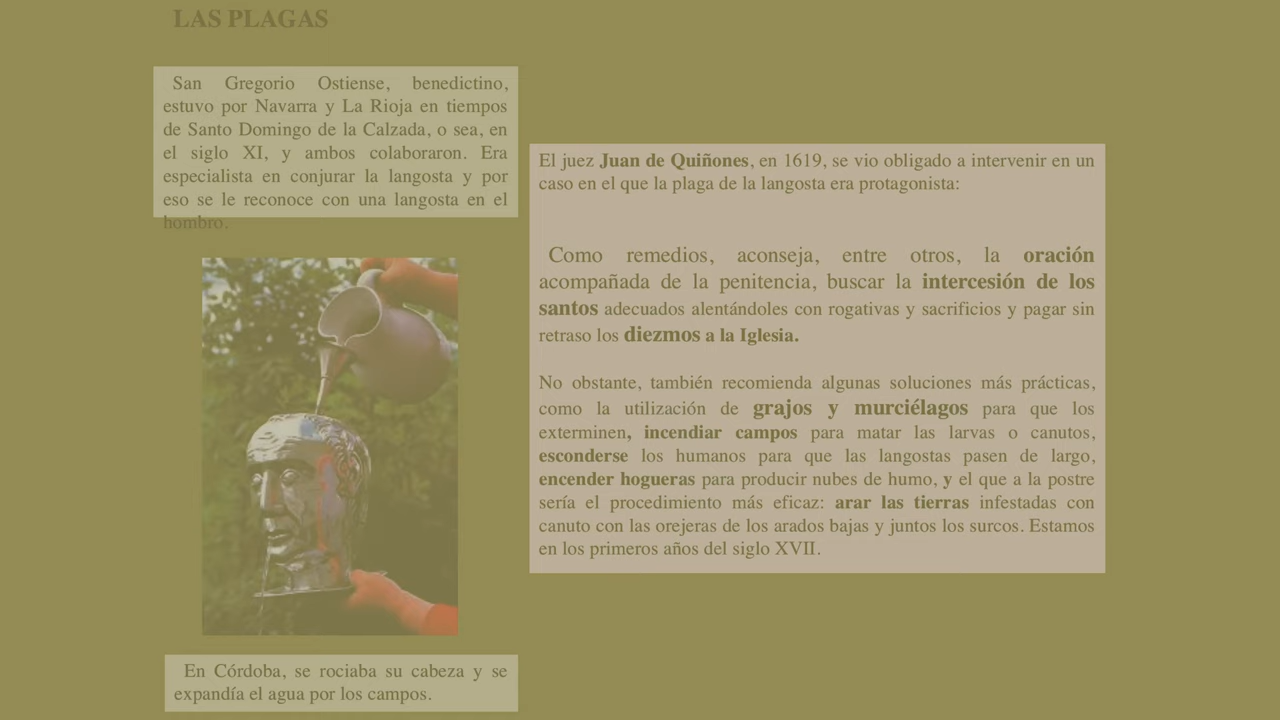 LAS PLAGAS
San Gregorio Ostiense, benedictino,
estuvo por Navarra y La Rioja en tiempos
de Santo Domingo de la Calzada, o sea, en
el siglo XI, y ambos colaboraron. Era
especialista en conjurar la langosta y por
eso se le reconoce con una langosta en el
hombro.
En Córdoba, se rociaba su cabeza y se
expandía el agua por los campos.
El juez Juan de Quiñones, en 1619, se vio obligado a intervenir en un
caso en el que la plaga de la langosta era protagonista:
Como remedios, aconseja, entre otros, la oración
acompañada de la penitencia, buscar la intercesión de los
santos adecuados alentándoles con rogativas y sacrificios y pagar sin
retraso los diezmos a la Iglesia.
No obstante, también recomienda algunas soluciones más prácticas,
como la utilización de grajos y murciélagos para que los
exterminen, incendiar campos para matar las larvas o canutos,
esconderse los humanos para que las langostas pasen de largo,
encender hogueras para producir nubes de humo, y el que a la postre
sería el procedimiento más eficaz: arar las tierras infestadas con
canuto con las orejeras de los arados bajas y juntos los surcos. Estamos
en los primeros años del siglo XVII.